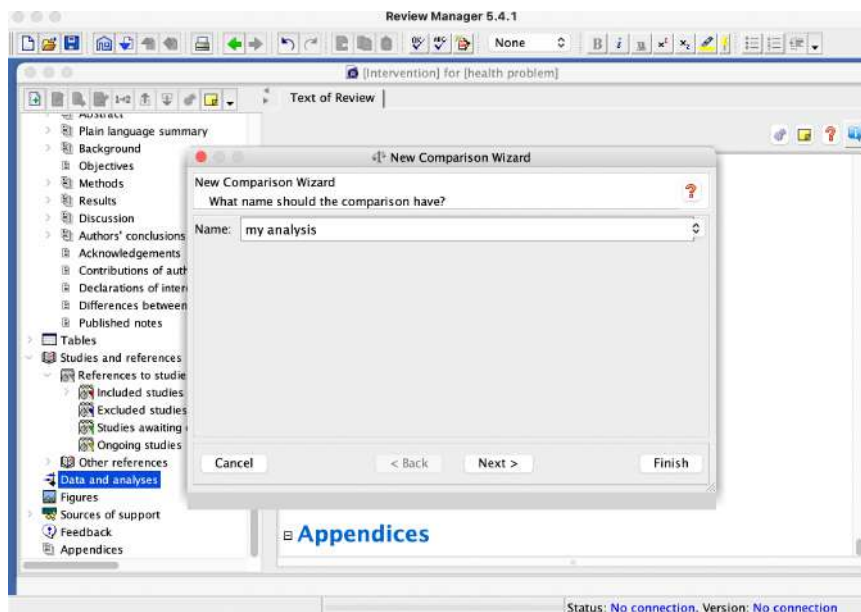 Review Manager 5.4.1
None
B i u x² x₂
[Intervention] for [health problem]
Text of Review
Abstract
Plain language summary
Background
Objectives
Methods
Results
Discussion
Authors' conclusions
Acknowledgements
Contributions of auth
Declarations of inter
Differences between
Published notes
Tables
Studies and references
References to studie
Included studies
Excluded studies
Studies awaiting
Ongoing studies
Other references
Data and analyses
Figures
Sources of support
Feedback
Appendices
New Comparison Wizard
New Comparison Wizard
What name should the comparison have?
Name: my analysis
Cancel < Back Next > Finish
Appendices
Status: No connection. Version: No connection